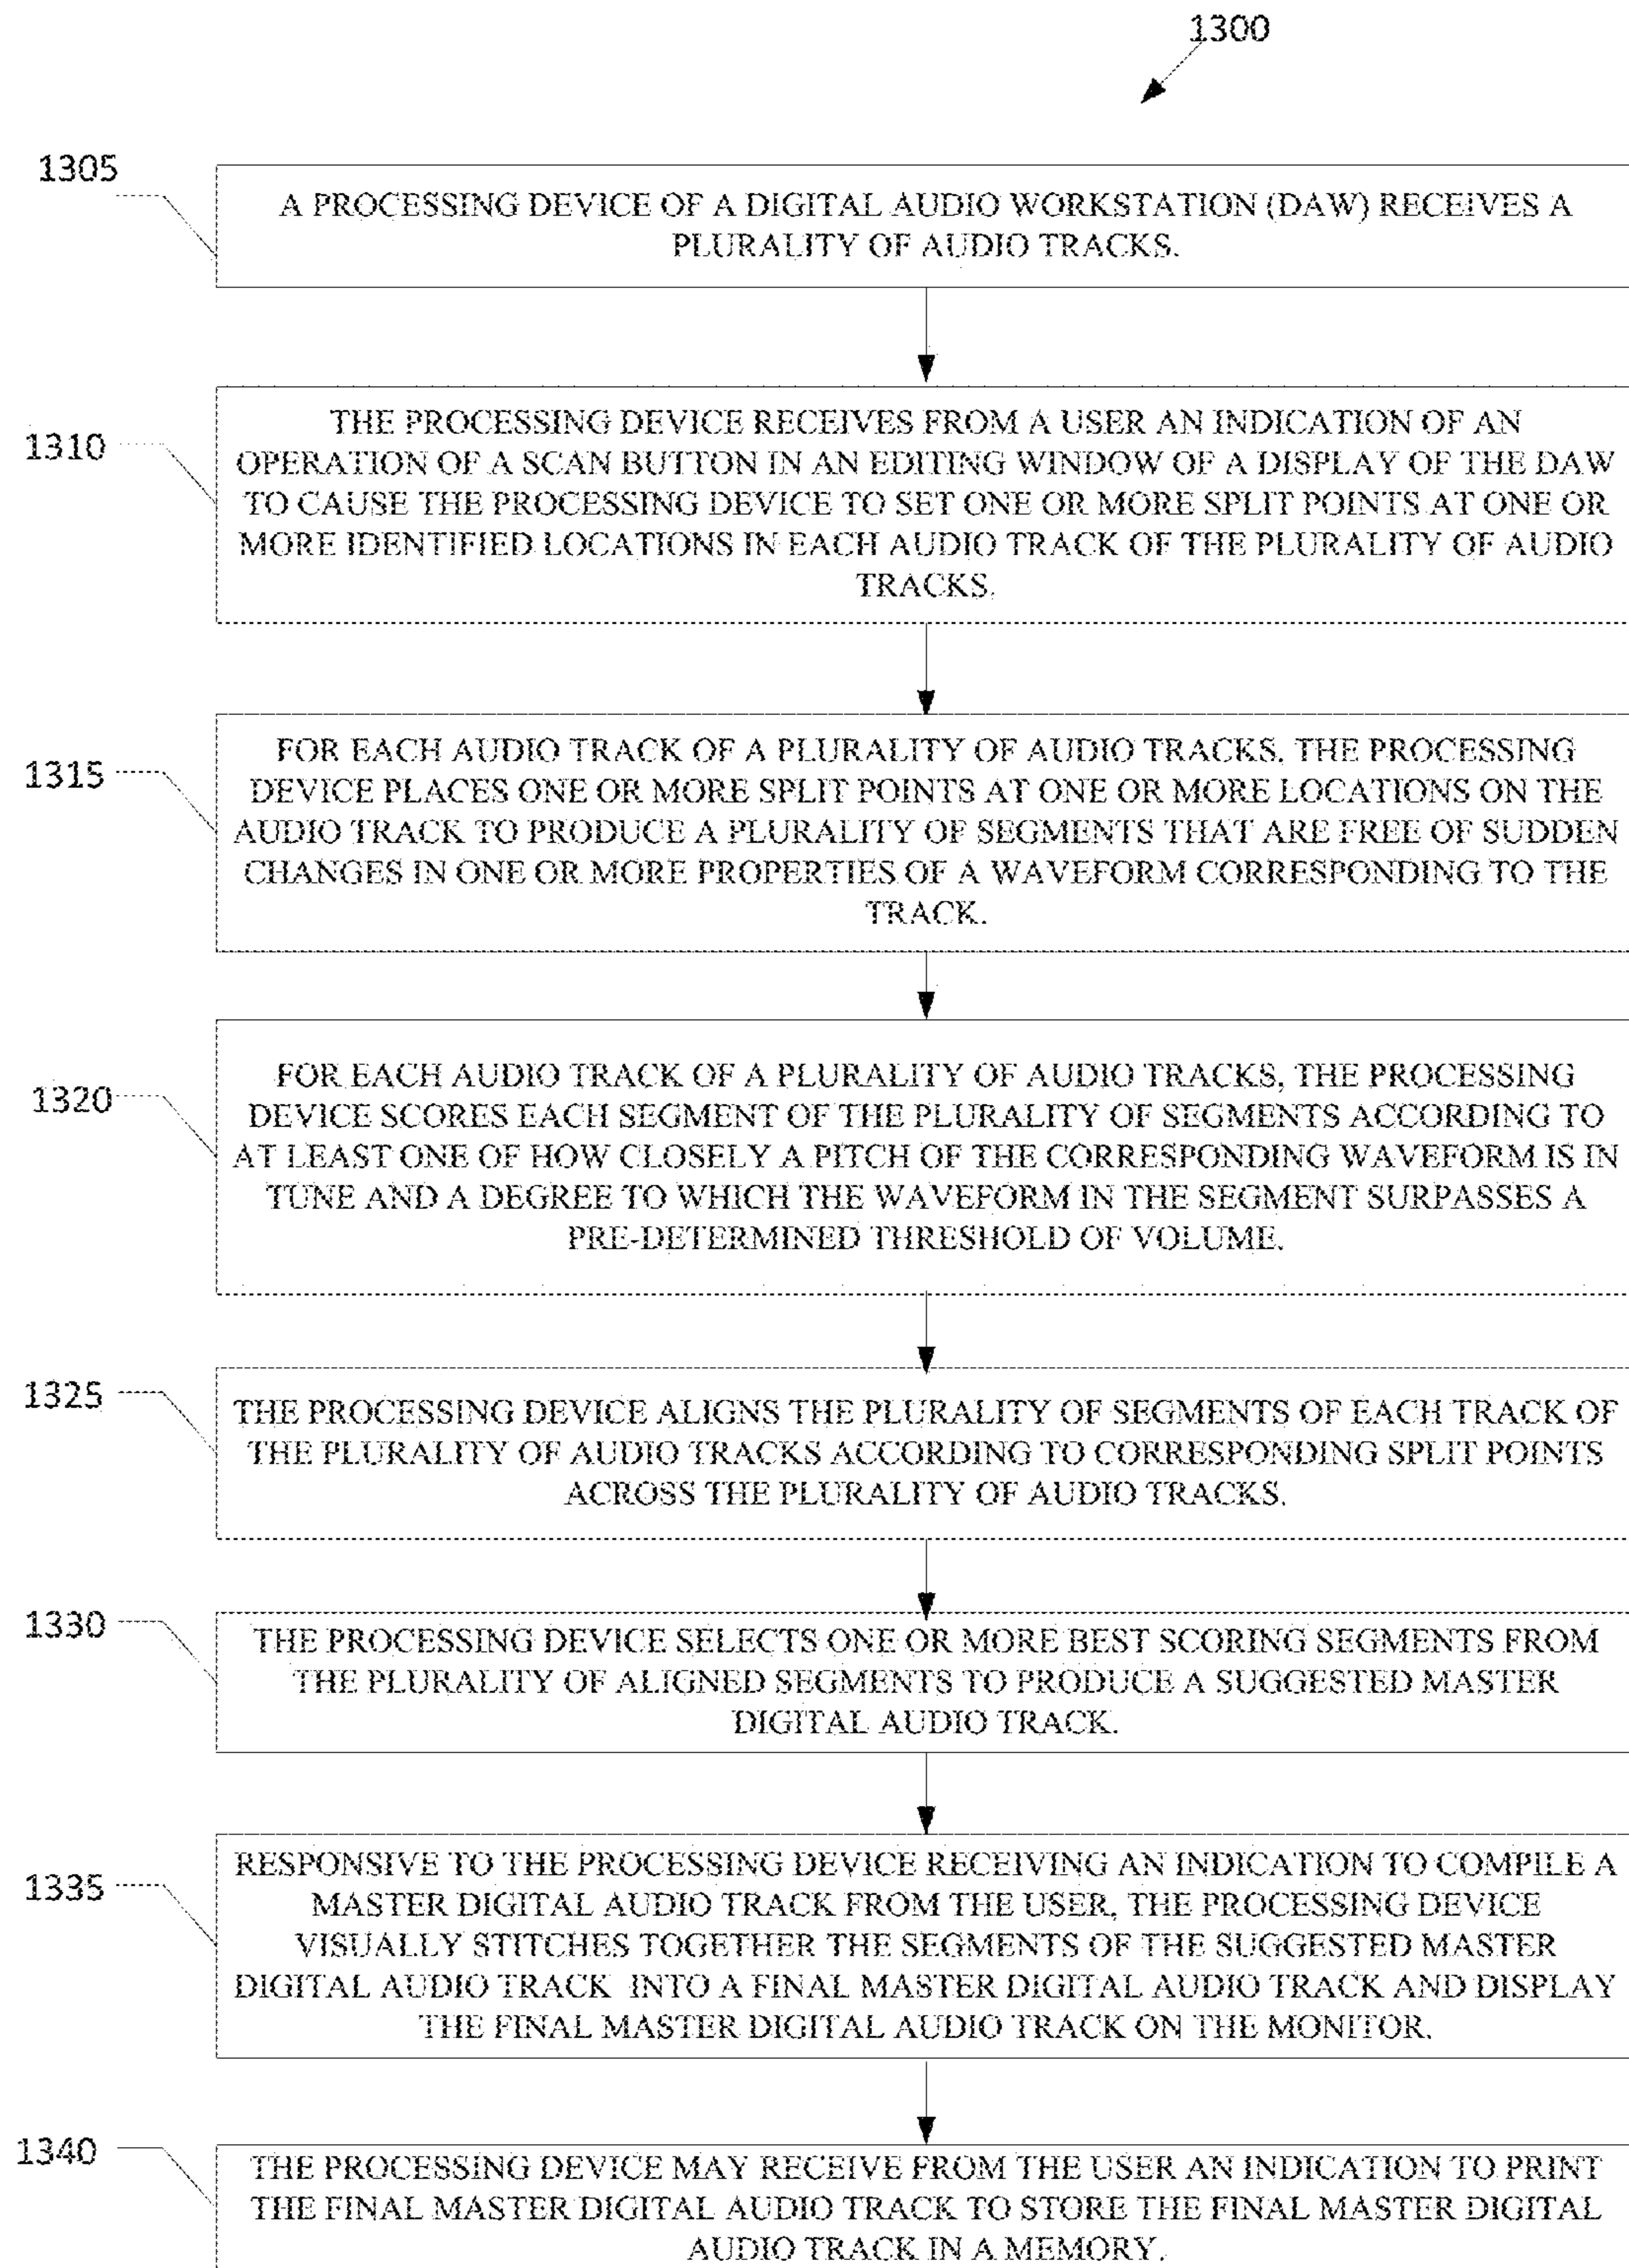 1300
1305
A PROCESSING DEVICE OF A DIGITAL AUDIO WORKSTATION (DAW) RECEIVES A
PLURALITY OF AUDIO TRACKS.
1310
THE PROCESSING DEVICE RECEIVES FROM A USER AN INDICATION OF AN
OPERATION OF A SCAN BUTTON IN AN EDITING WINDOW OF A DISPLAY OF THE DAW
TO CAUSE THE PROCESSING DEVICE TO SET ONE OR MORE SPLIT POINTS AT ONE OR
MORE IDENTIFIED LOCATIONS IN EACH AUDIO TRACK OF THE PLURALITY OF AUDIO
TRACKS.
1315
FOR EACH AUDIO TRACK OF A PLURALITY OF AUDIO TRACKS, THE PROCESSING
DEVICE PLACES ONE OR MORE SPLIT POINTS AT ONE OR MORE LOCATIONS ON THE
AUDIO TRACK TO PRODUCE A PLURALITY OF SEGMENTS THAT ARE FREE OF SUDDEN
CHANGES IN ONE OR MORE PROPERTIES OF A WAVEFORM CORRESPONDING TO THE
TRACK.
1320
FOR EACH AUDIO TRACK OF A PLURALITY OF AUDIO TRACKS, THE PROCESSING
DEVICE SCORES EACH SEGMENT OF THE PLURALITY OF SEGMENTS ACCORDING TO
AT LEAST ONE OF HOW CLOSELY A PITCH OF THE CORRESPONDING WAVEFORM IS IN
TUNE AND A DEGREE TO WHICH THE WAVEFORM IN THE SEGMENT SURPASSES A
PRE-DETERMINED THRESHOLD OF VOLUME.
1325
THE PROCESSING DEVICE ALIGNS THE PLURALITY OF SEGMENTS OF EACH TRACK OF
THE PLURALITY OF AUDIO TRACKS ACCORDING TO CORRESPONDING SPLIT POINTS
ACROSS THE PLURALITY OF AUDIO TRACKS.
1330
THE PROCESSING DEVICE SELECTS ONE OR MORE BEST SCORING SEGMENTS FROM
THE PLURALITY OF ALIGNED SEGMENTS TO PRODUCE A SUGGESTED MASTER
DIGITAL AUDIO TRACK.
1335
RESPONSIVE TO THE PROCESSING DEVICE RECEIVING AN INDICATION TO COMPILE A
MASTER DIGITAL AUDIO TRACK FROM THE USER, THE PROCESSING DEVICE
VISUALLY STITCHES TOGETHER THE SEGMENTS OF THE SUGGESTED MASTER
DIGITAL AUDIO TRACK INTO A FINAL MASTER DIGITAL AUDIO TRACK AND DISPLAY
THE FINAL MASTER DIGITAL AUDIO TRACK ON THE MONITOR.
1340
THE PROCESSING DEVICE MAY RECEIVE FROM THE USER AN INDICATION TO PRINT
THE FINAL MASTER DIGITAL AUDIO TRACK TO STORE THE FINAL MASTER DIGITAL
AUDIO TRACK IN A MEMORY.